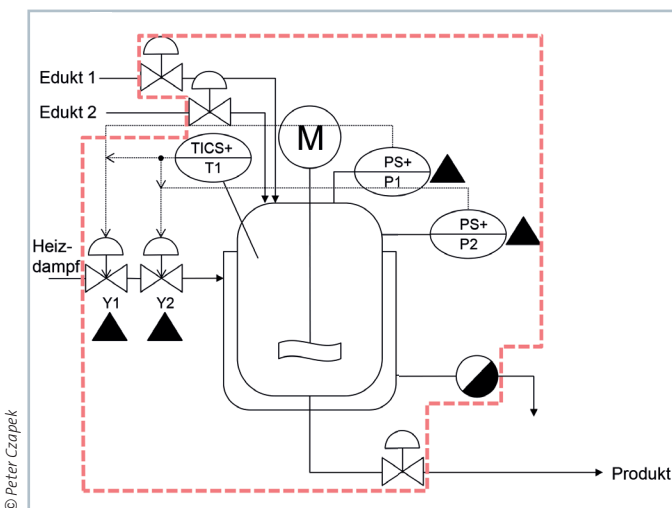 Edukt 1
Edukt 2
M
TICS+
T1
PS+
P1
PS+
P2
Heiz-
dampf
Y1
Y2
Produkt
© Peter Czapek